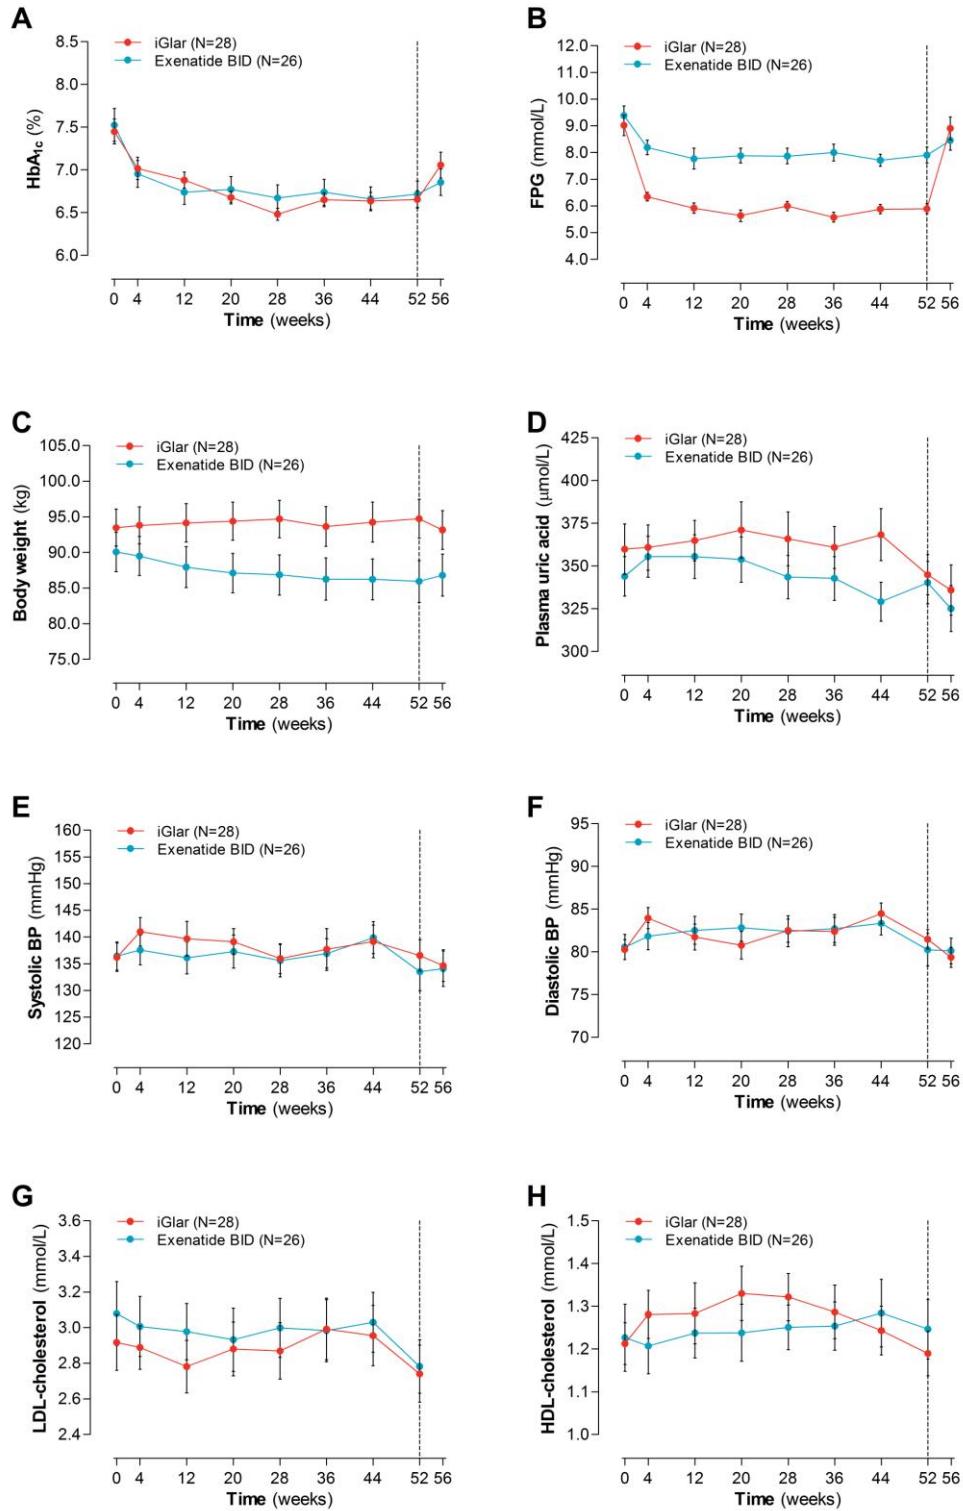 A
HbA1c (%)
iGlar (N=28)
Exenatide BID (N=26)
8.5
8.0
7.5
7.0
6.5
6.0
0 4 12 20 28 36 44 52 56
Time (weeks)
B
FPG (mmol/L)
iGlar (N=28)
Exenatide BID (N=26)
12.0
11.0
10.0
9.0
8.0
7.0
6.0
5.0
4.0
0 4 12 20 28 36 44 52 56
Time (weeks)
C
Body weight (kg)
iGlar (N=28)
Exenatide BID (N=26)
105.0
100.0
95.0
90.0
85.0
80.0
75.0
0 4 12 20 28 36 44 52 56
Time (weeks)
D
Plasma uric acid (μmol/L)
iGlar (N=28)
Exenatide BID (N=26)
425
400
375
350
325
300
0 4 12 20 28 36 44 52 56
Time (weeks)
E
Systolic BP (mmHg)
iGlar (N=28)
Exenatide BID (N=26)
160
155
150
145
140
135
130
125
120
0 4 12 20 28 36 44 52 56
Time (weeks)
F
Diastolic BP (mmHg)
iGlar (N=28)
Exenatide BID (N=26)
95
90
85
80
75
70
0 4 12 20 28 36 44 52 56
Time (weeks)
G
LDL-cholesterol (mmol/L)
iGlar (N=28)
Exenatide BID (N=26)
3.6
3.2
3.0
2.8
2.6
2.4
0 4 12 20 28 36 44 52 56
Time (weeks)
H
HDL-cholesterol (mmol/L)
iGlar (N=28)
Exenatide BID (N=26)
1.5
1.4
1.3
1.2
1.1
1.0
0 4 12 20 28 36 44 52 56
Time (weeks)